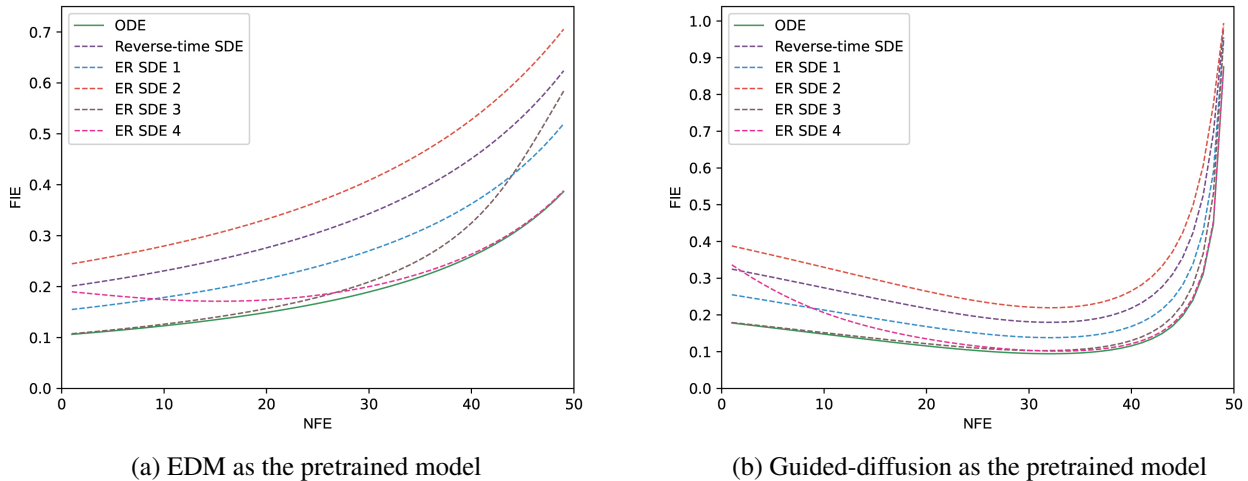 0.7
0.6
0.5
0.4
0.3
0.2
0.1
0.0
FIE
ODE
Reverse-time SDE
ER SDE 1
ER SDE 2
ER SDE 3
ER SDE 4
0 10 20 30 40 50
NFE
(a) EDM as the pretrained model
1.0
0.9
0.8
0.7
0.6
0.5
0.4
0.3
0.2
0.1
0.0
FIE
ODE
Reverse-time SDE
ER SDE 1
ER SDE 2
ER SDE 3
ER SDE 4
0 10 20 30 40 50
NFE
(b) Guided-diffusion as the pretrained model